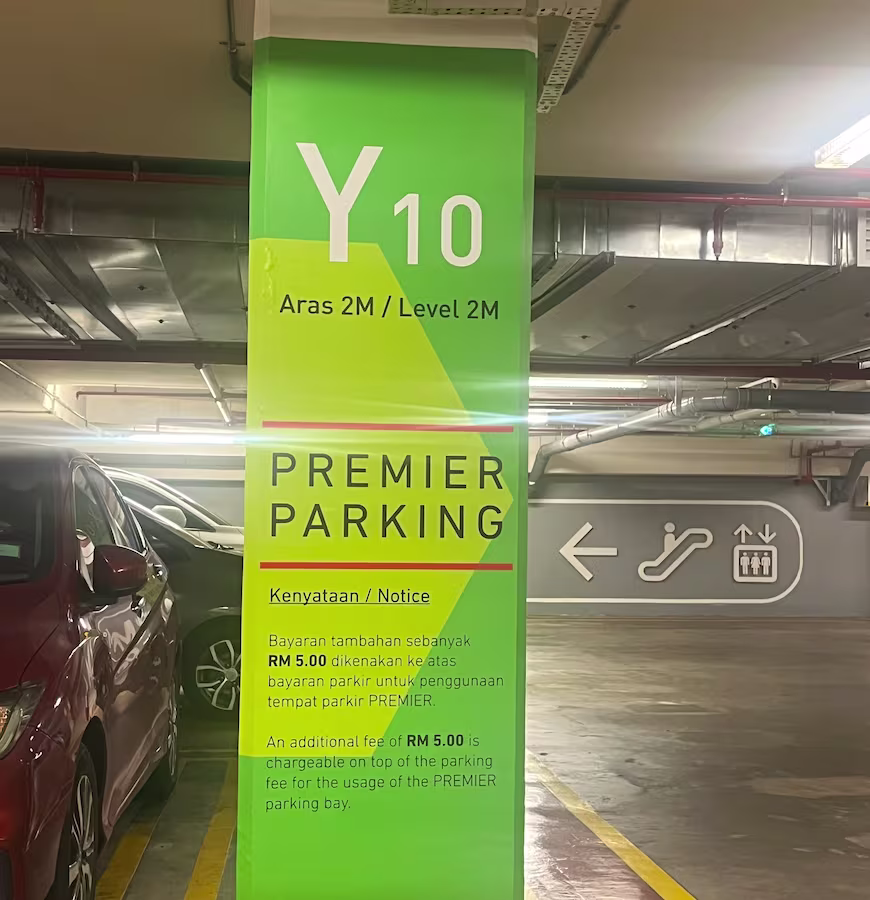 Y10
Aras 2M / Level 2M
PREMIER
PARKING
Kenyataan / Notice
Bayaran tambahan sebanyak
RM 5.00 dikenakan ke atas
bayaran parkir untuk penggunaan
tempat parkir PREMIER.
An additional fee of RM 5.00 is
chargeable on top of the parking
fee for the usage of the PREMIER
parking bay.